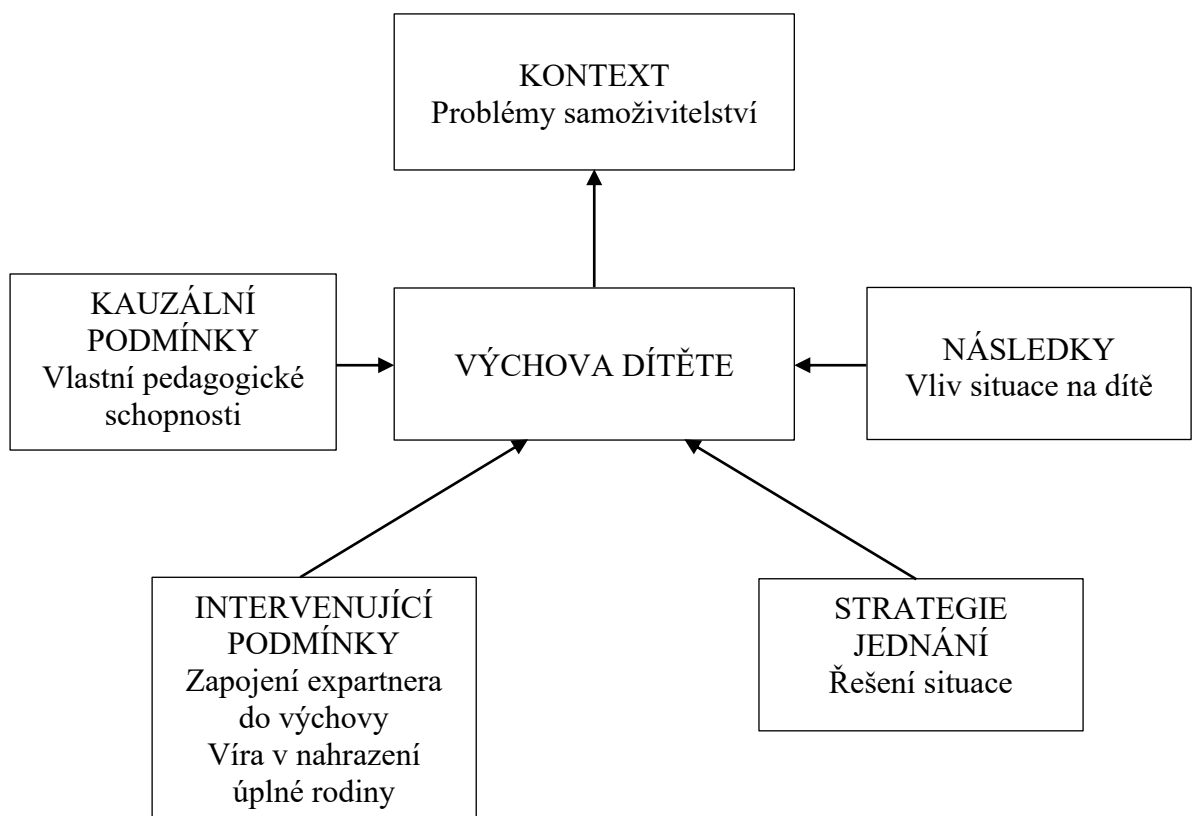 KONTEXT
Problémy samoživitelství
KAUZÁLNÍ
PODMÍNKY
Vlastní pedagogické
schopnosti
VÝCHOVA DÍTĚTE
NÁSLEDKY
Vliv situace na dítě
INTERVENUJÍCÍ
PODMÍNKY
Zapojení expartnera
do výchovy
Víra v nahrazení
úplné rodiny
STRATEGIE
JEDNÁNÍ
Řešení situace